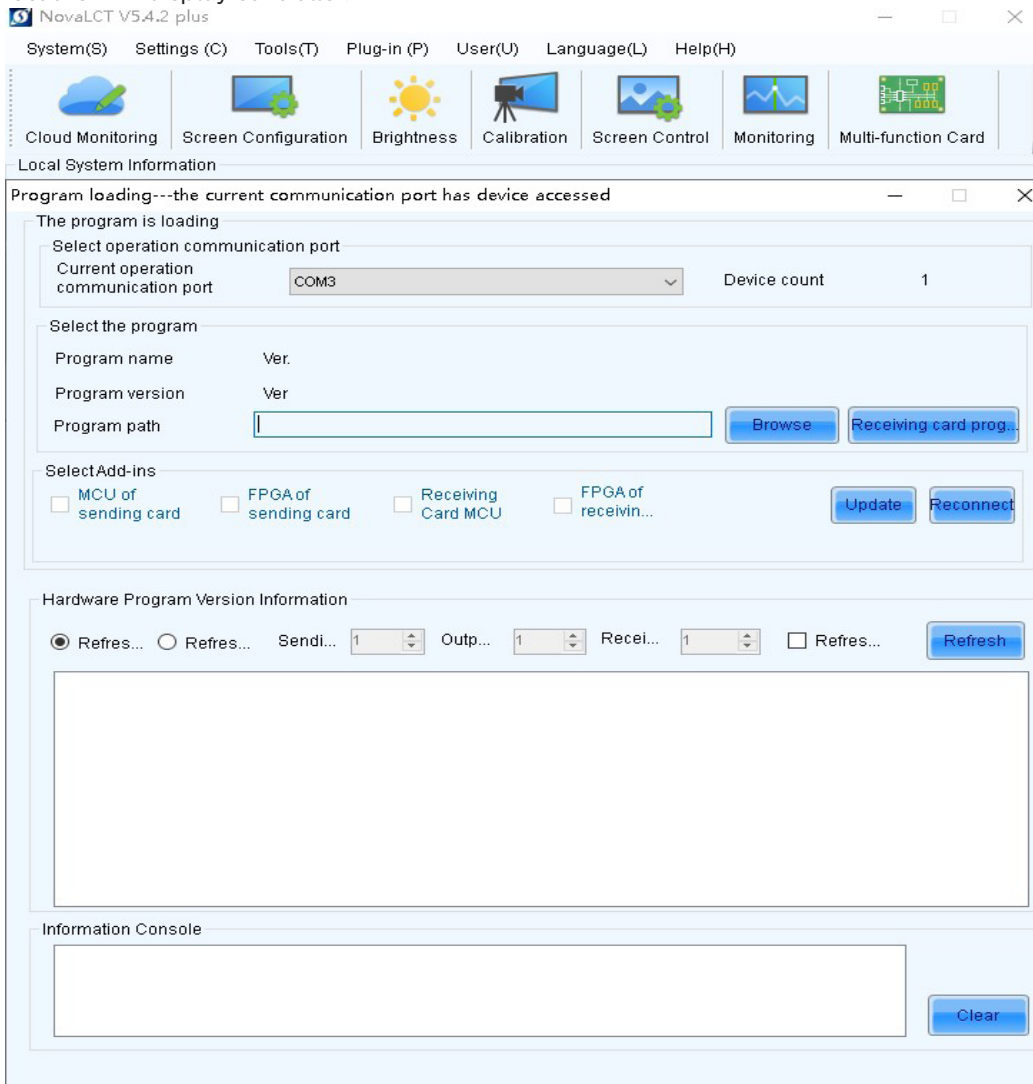 NovaLCT V5.4.2 plus
System(S) Settings (C) Tools(T) Plug-in (P) User(U) Language(L) Help(H)
Cloud Monitoring Screen Configuration Brightness Calibration Screen Control Monitoring Multi-function Card
Local System Information
Program loading---the current communication port has device accessed
The program is loading
Select operation communication port
Current operation
communication port COM3 Device count 1
Select the program
Program name Ver.
Program version Ver
Program path Browse Receiving card prog...
Select Add-ins
MCU of
sending card
FPGA of
sending card
Receiving
Card MCU
FPGA of
receivin...
Update Reconnect
Hardware Program Version Information
Refres... Refres... Sendi... 1 Outp... 1 Recei... 1 Refres... Refresh
Information Console
Clear